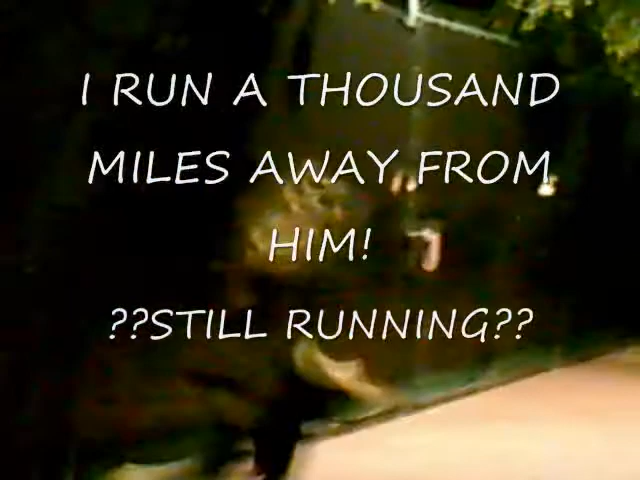 I RUN A THOUSAND
MILES AWAY FROM
HIM!
??STILL RUNNING??